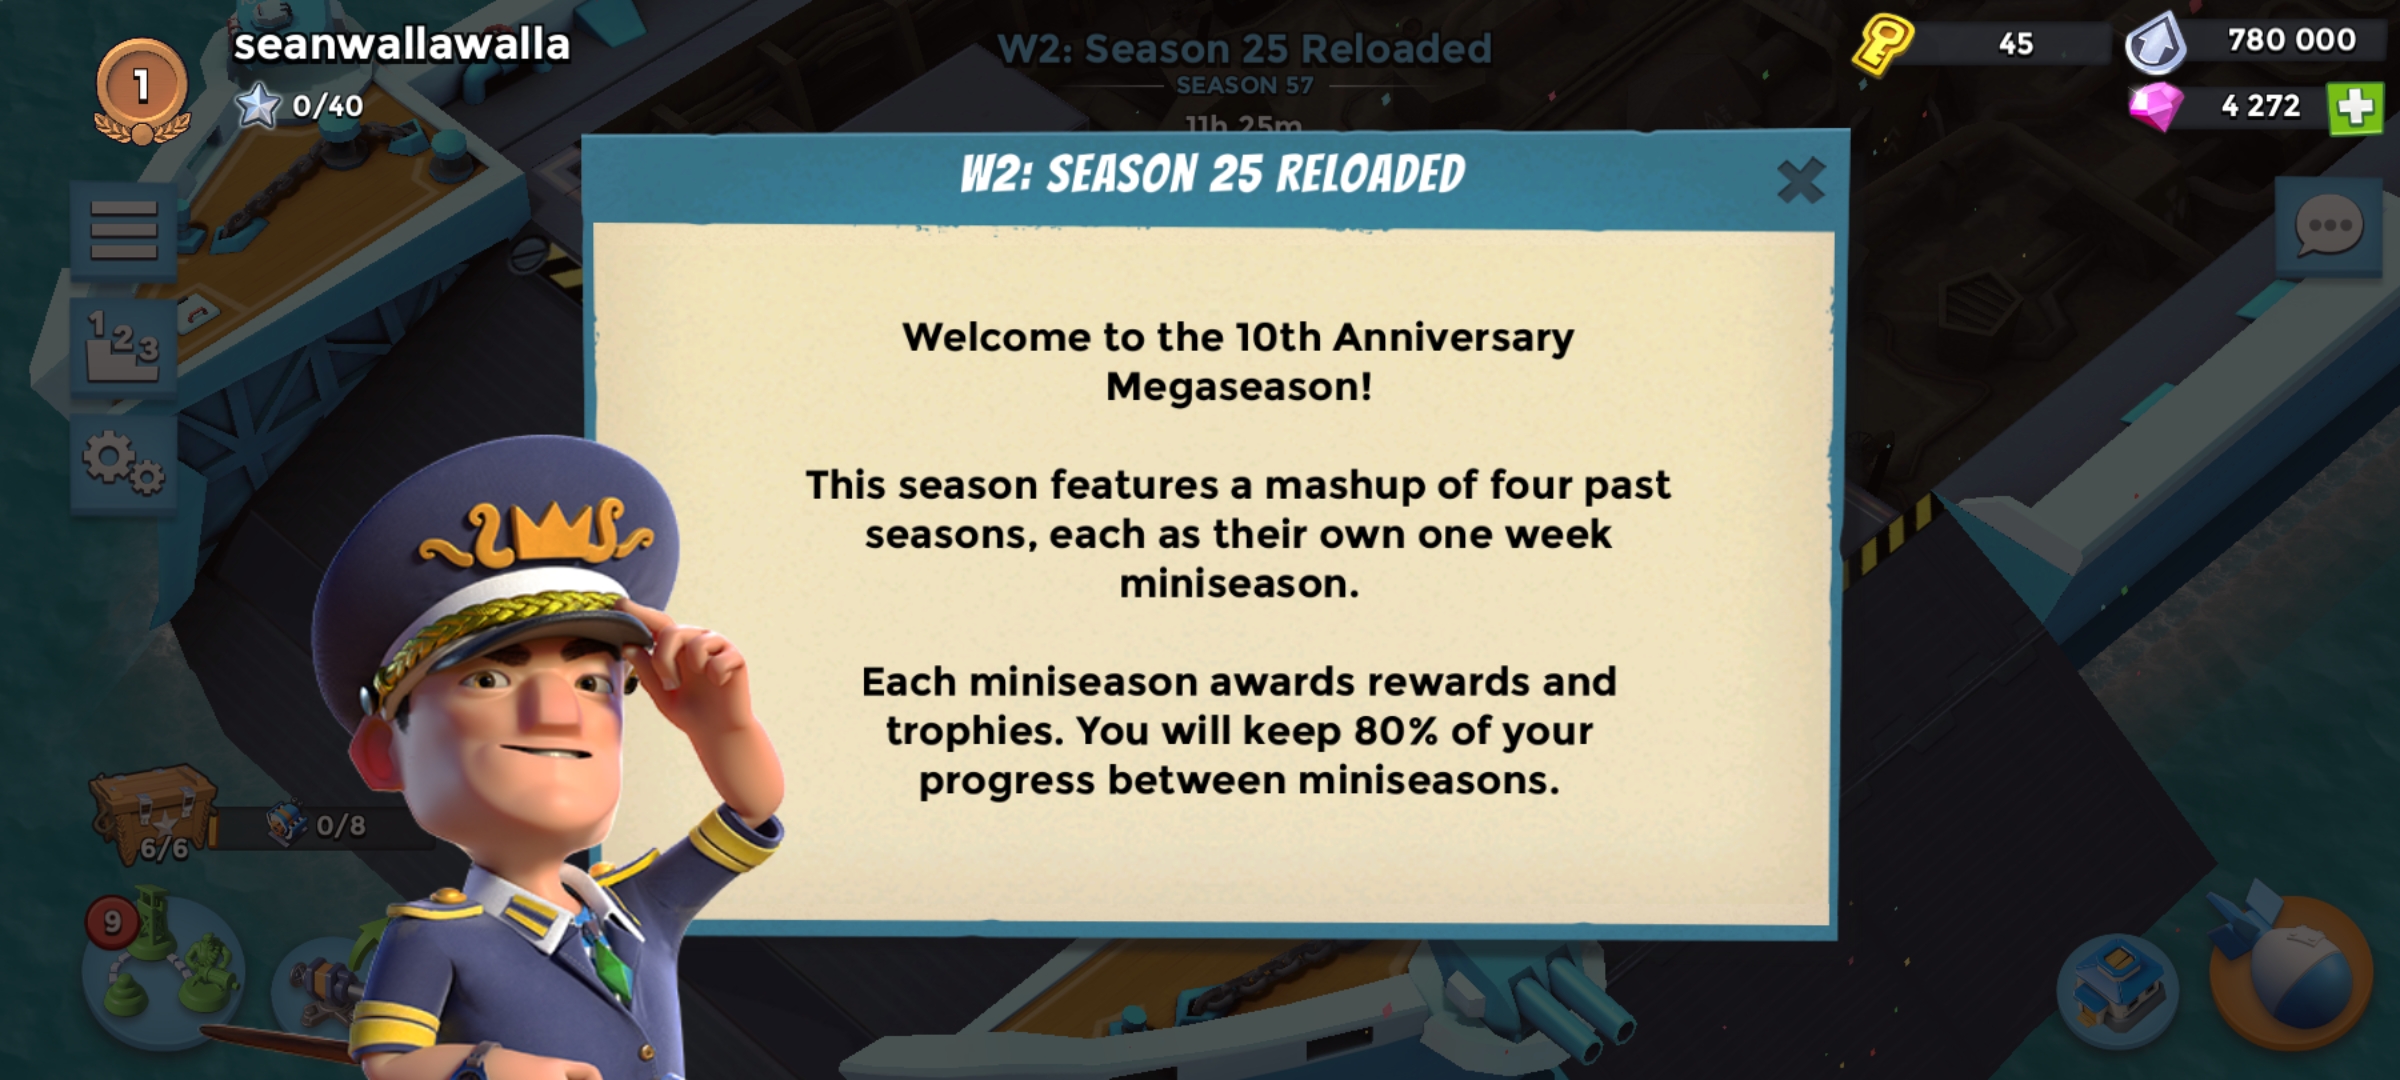 1
seanwallawalla
0/40
W2: Season 25 Reloaded
SEASON 57
11h 25m
45
780 000
4 272
W2: SEASON 25 RELOADED
Welcome to the 10th Anniversary
Megaseason!
This season features a mashup of four past
seasons, each as their own one week
miniseason.
Each miniseason awards rewards and
trophies. You will keep 80% of your
progress between miniseasons.
1 2 3
6/6
0/8
9